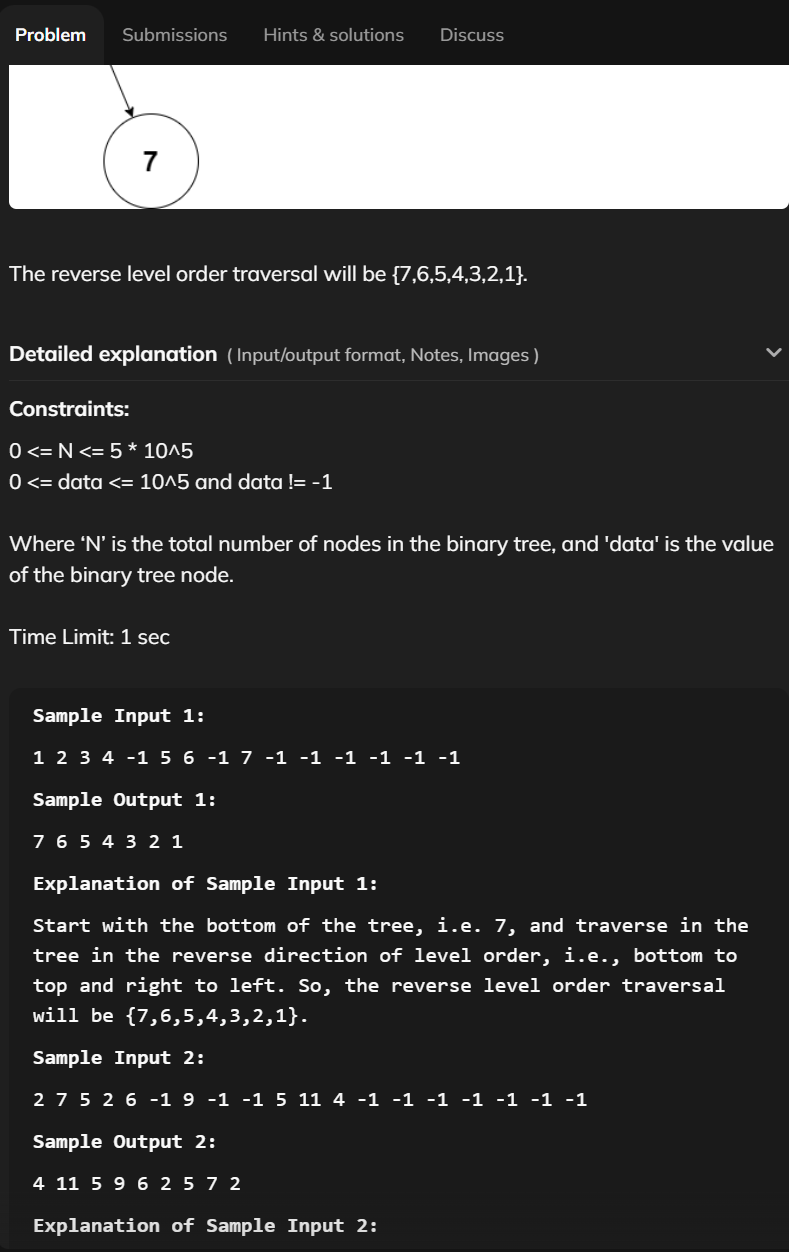 Problem Submissions Hints & solutions Discuss
7
The reverse level order traversal will be {7,6,5,4,3,2,1}.
Detailed explanation ( Input/output format, Notes, Images )
Constraints:
0 <= N <= 5 * 10^5
0 <= data <= 10^5 and data != -1
Where ‘N’ is the total number of nodes in the binary tree, and 'data' is the value
of the binary tree node.
Time Limit: 1 sec
Sample Input 1:
1 2 3 4 -1 5 6 -1 7 -1 -1 -1 -1 -1 -1
Sample Output 1:
7 6 5 4 3 2 1
Explanation of Sample Input 1:
Start with the bottom of the tree, i.e. 7, and traverse in the
tree in the reverse direction of level order, i.e., bottom to
top and right to left. So, the reverse level order traversal
will be {7,6,5,4,3,2,1}.
Sample Input 2:
2 7 5 2 6 -1 9 -1 -1 5 11 4 -1 -1 -1 -1 -1 -1 -1
Sample Output 2:
4 11 5 9 6 2 5 7 2
Explanation of Sample Input 2: